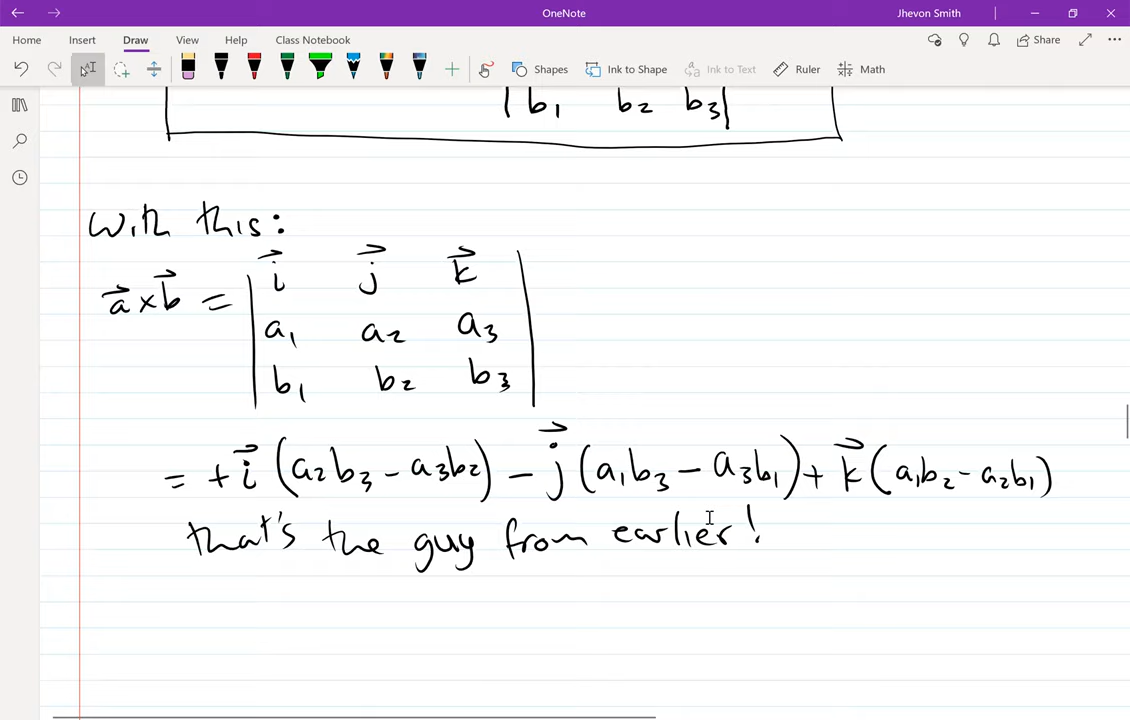 OneNote
Jhevon Smith
Home Insert Draw View Help Class Notebook
Share
Shapes Ink to Shape Ink to Text Ruler Math
| b₁ b₂ b₃ |
with this:
a⃗ × b⃗ = | i⃗ j⃗ k⃗ |
a₁ a₂ a₃
b₁ b₂ b₃
= + i⃗ (a₂b₃ - a₃b₂) - j⃗ (a₁b₃ - a₃b₁) + k⃗ (a₁b₂ - a₂b₁)
that's the guy from earlier!